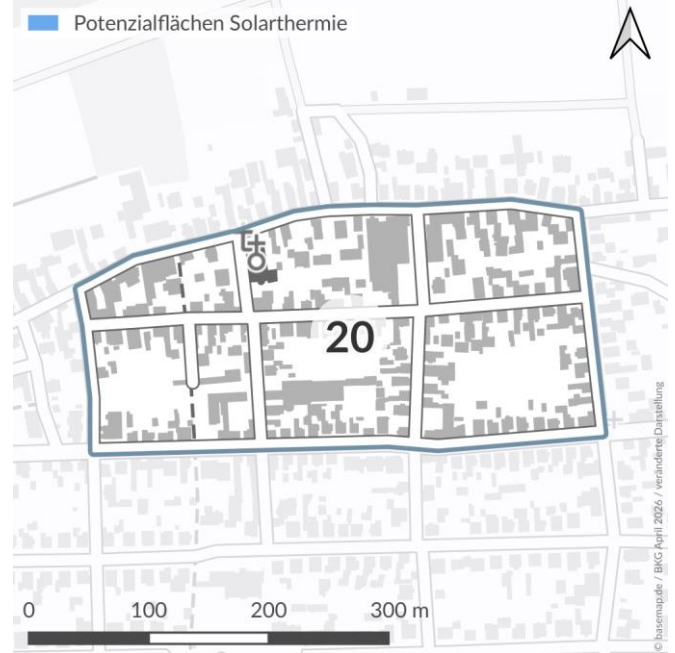 Potenzialflächen Solarthermie
20
0 100 200 300 m
© basemap.de / BKG April 2026 / veränderte Darstellung